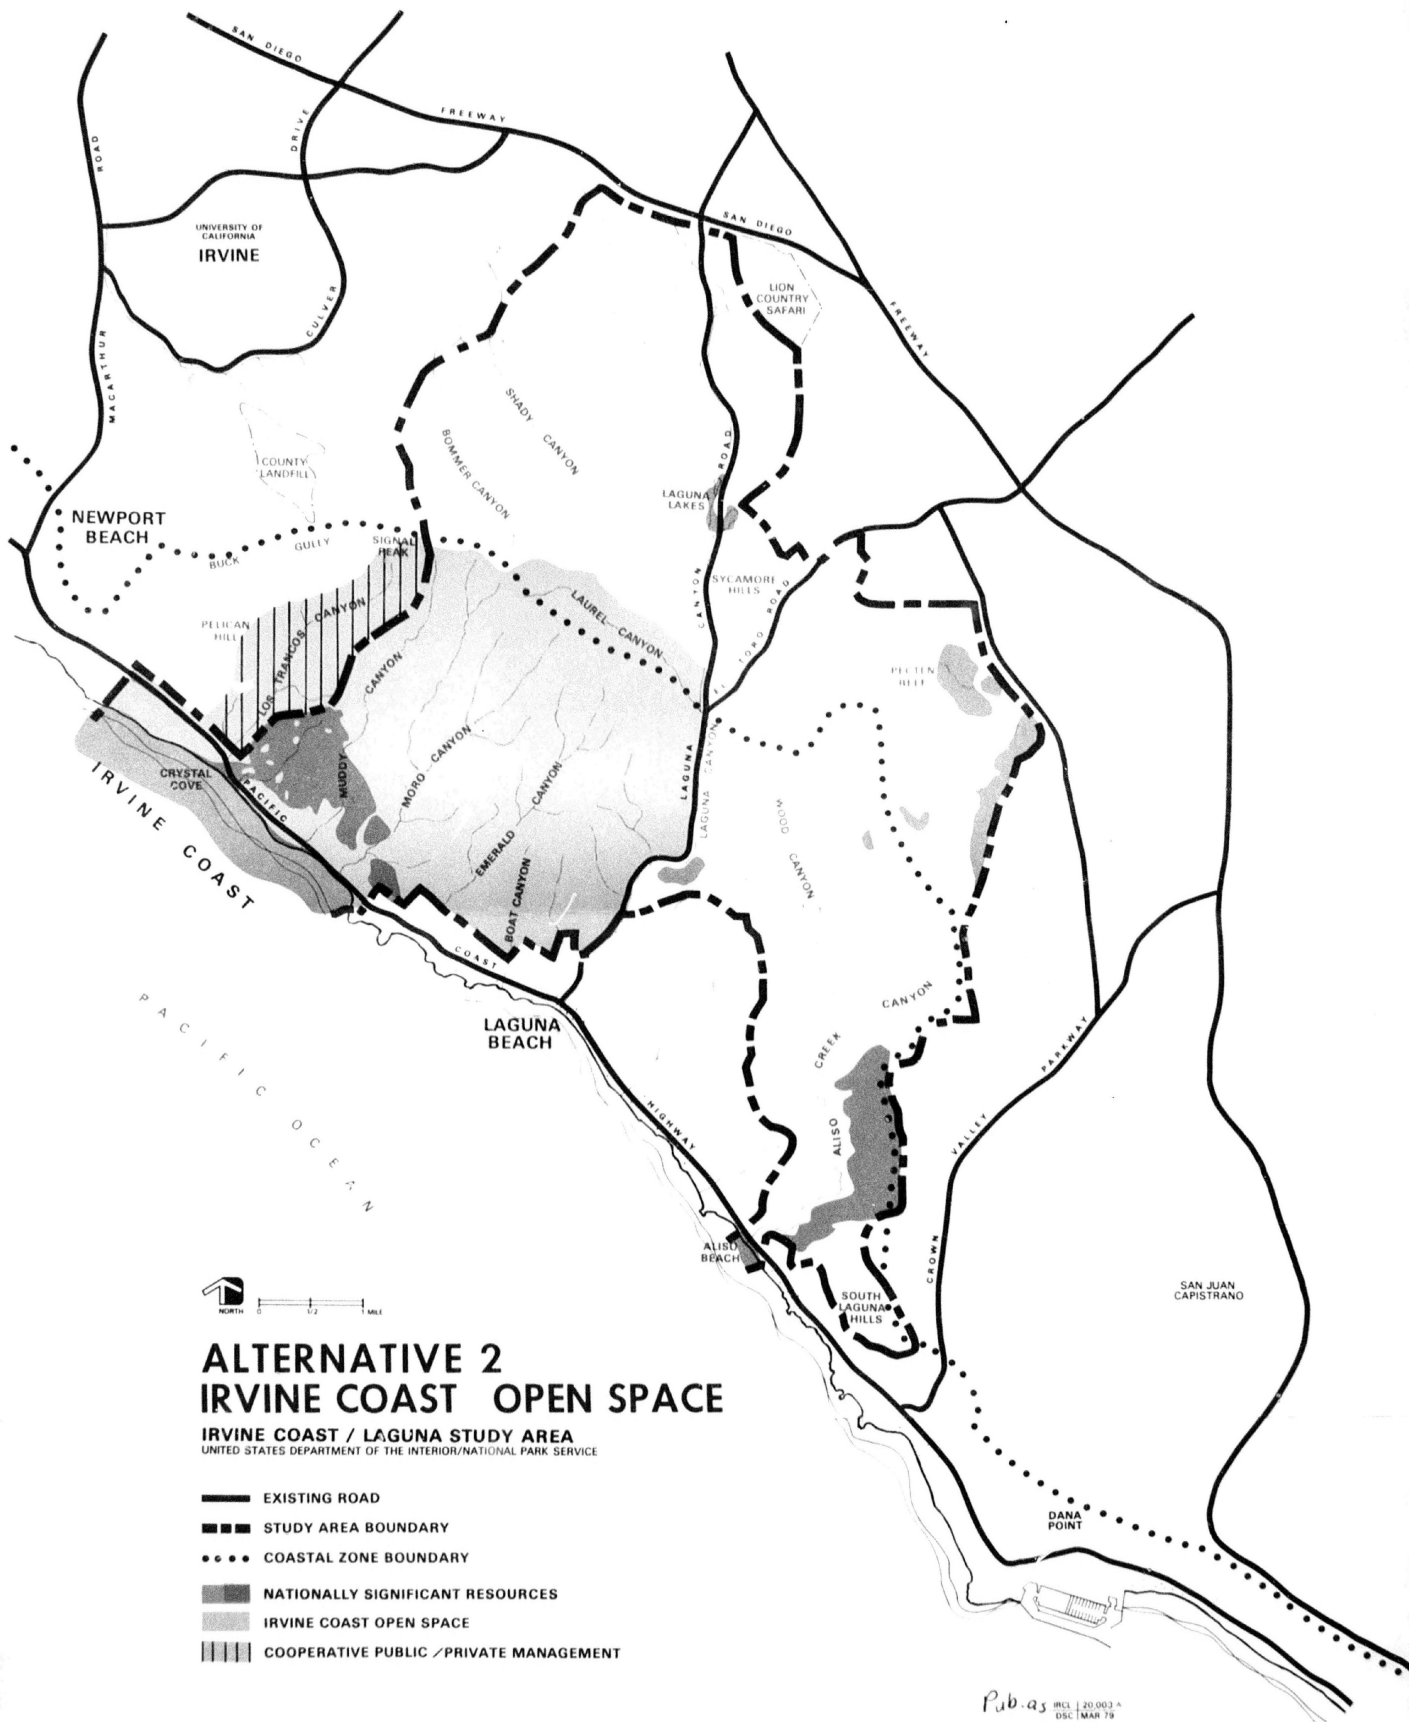 SAN DIEGO
FREEWAY
ROAD
DRIVE
UNIVERSITY OF
CALIFORNIA
IRVINE
CULVER
MACARTHUR
SAN DIEGO
FREEWAY
LION
COUNTRY
SAFARI
SHADY CANYON
BOMMER CANYON
COUNTY
LANDFILL
ROAD
LAGUNA
LAKES
NEWPORT
BEACH
BUCK GULLY
SIGNAL
PEAK
SYCAMORE
HILLS
CANYON
EL TORO ROAD
LAUREL CANYON
PELICAN
HILL
LOS TRANCOS CANYON
CANYON
MUDDY
PECTEN
REEF
MORO CANYON
LAGUNA
LAGUNA CANYON
CRYSTAL
COVE
PACIFIC
IRVINE COAST
EMERALD CANYON
BOAT CANYON
WOOD CANYON
COAST
CANYON
CREEK
ALISO
LAGUNA
BEACH
PACIFIC OCEAN
HIGHWAY
PARKWAY
VALLEY
CROWN
ALISO
BEACH
SOUTH
LAGUNA
HILLS
SAN JUAN
CAPISTRANO
DANA
POINT
NORTH
0 1/2 1 MILE
ALTERNATIVE 2
IRVINE COAST OPEN SPACE
IRVINE COAST / LAGUNA STUDY AREA
UNITED STATES DEPARTMENT OF THE INTERIOR/NATIONAL PARK SERVICE
EXISTING ROAD
STUDY AREA BOUNDARY
COASTAL ZONE BOUNDARY
NATIONALLY SIGNIFICANT RESOURCES
IRVINE COAST OPEN SPACE
COOPERATIVE PUBLIC / PRIVATE MANAGEMENT
Pub. as
IRCL 20,003 A
DSC MAR 79